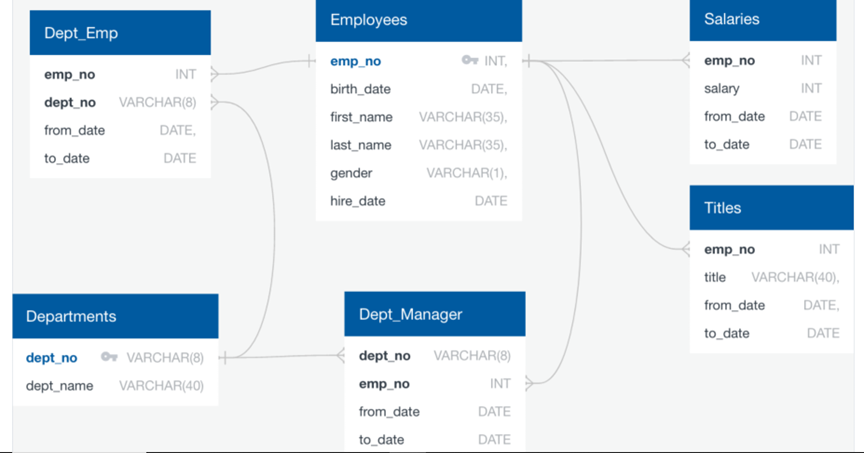 Dept_Emp
emp_no INT
dept_no VARCHAR(8)
from_date DATE,
to_date DATE
Employees
emp_no INT,
birth_date DATE,
first_name VARCHAR(35),
last_name VARCHAR(35),
gender VARCHAR(1),
hire_date DATE
Salaries
emp_no INT
salary INT
from_date DATE
to_date DATE
Titles
emp_no INT
title VARCHAR(40),
from_date DATE,
to_date DATE
Departments
dept_no VARCHAR(8)
dept_name VARCHAR(40)
Dept_Manager
dept_no VARCHAR(8)
emp_no INT
from_date DATE
to_date DATE